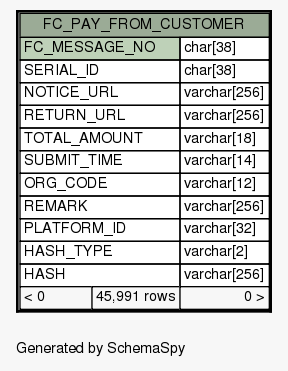 FC_PAY_FROM_CUSTOMER
FC_MESSAGE_NO char[38]
SERIAL_ID char[38]
NOTICE_URL varchar[256]
RETURN_URL varchar[256]
TOTAL_AMOUNT varchar[18]
SUBMIT_TIME varchar[14]
ORG_CODE varchar[12]
REMARK varchar[256]
PLATFORM_ID varchar[32]
HASH_TYPE varchar[2]
HASH varchar[256]
< 0 45,991 rows 0 >
Generated by SchemaSpy